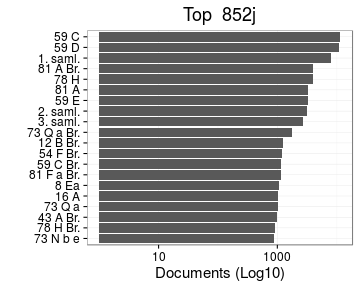 Top 852j
59 C
59 D
1. saml.
81 A Br.
78 H
81 A
59 E
2. saml.
3. saml.
73 Q a Br.
12 B Br.
54 F Br.
59 C Br.
81 F a Br.
8 Ea
16 A
73 Q a
43 A Br.
78 H Br.
73 N b e
10 1000
Documents (Log10)